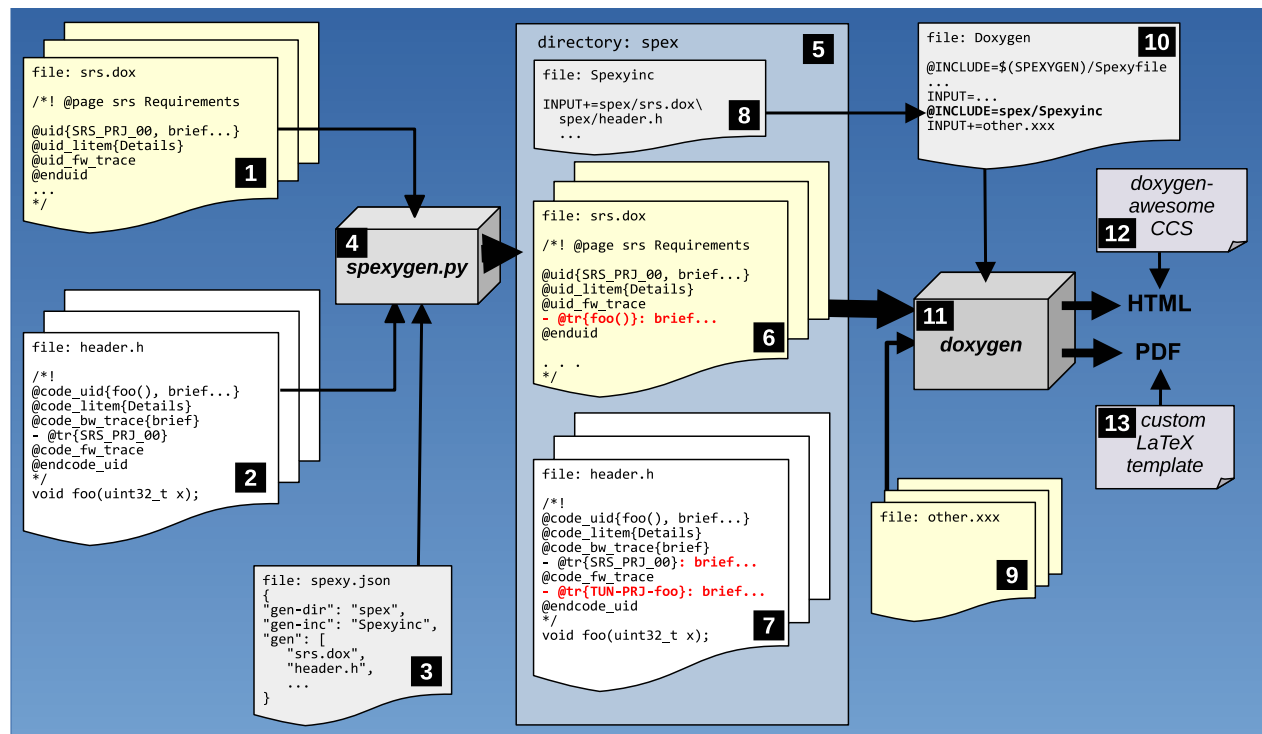 file: srs.dox
/*! @page srs Requirements
@uid{SRS_PRJ_00, brief...}
@uid_litem{Details}
@uid_fw_trace
@enduid
...
*/
1
file: header.h
/*!
@code_uid{foo(), brief...}
@code_litem{Details}
@code_bw_trace{brief}
- @tr{SRS_PRJ_00}
@code_fw_trace
@endcode_uid
*/
void foo(uint32_t x);
2
file: spexy.json
{
"gen-dir": "spex",
"gen-inc": "Spexyinc",
"gen": [
"srs.dox",
"header.h",
...
}
3
4
spexygen.py
directory: spex
5
file: Spexyinc
INPUT+=spex/srs.dox\
spex/header.h
...
8
file: srs.dox
/*! @page srs Requirements
@uid{SRS_PRJ_00, brief...}
@uid_litem{Details}
@uid_fw_trace
- @tr{foo()}: brief...
@enduid
. . .
*/
6
file: header.h
/*!
@code_uid{foo(), brief...}
@code_litem{Details}
@code_bw_trace{brief}
- @tr{SRS_PRJ_00}: brief...
@code_fw_trace
- @tr{TUN-PRJ-foo}: brief...
@endcode_uid
*/
void foo(uint32_t x);
7
file: Doxygen
10
@INCLUDE=$(SPEXYGEN)/Spexyfile
...
INPUT=...
@INCLUDE=spex/Spexyinc
INPUT+=other.xxx
11
doxygen
doxygen-
awesome
CCS
12
HTML
PDF
13
custom
LaTeX
template
file: other.xxx
9